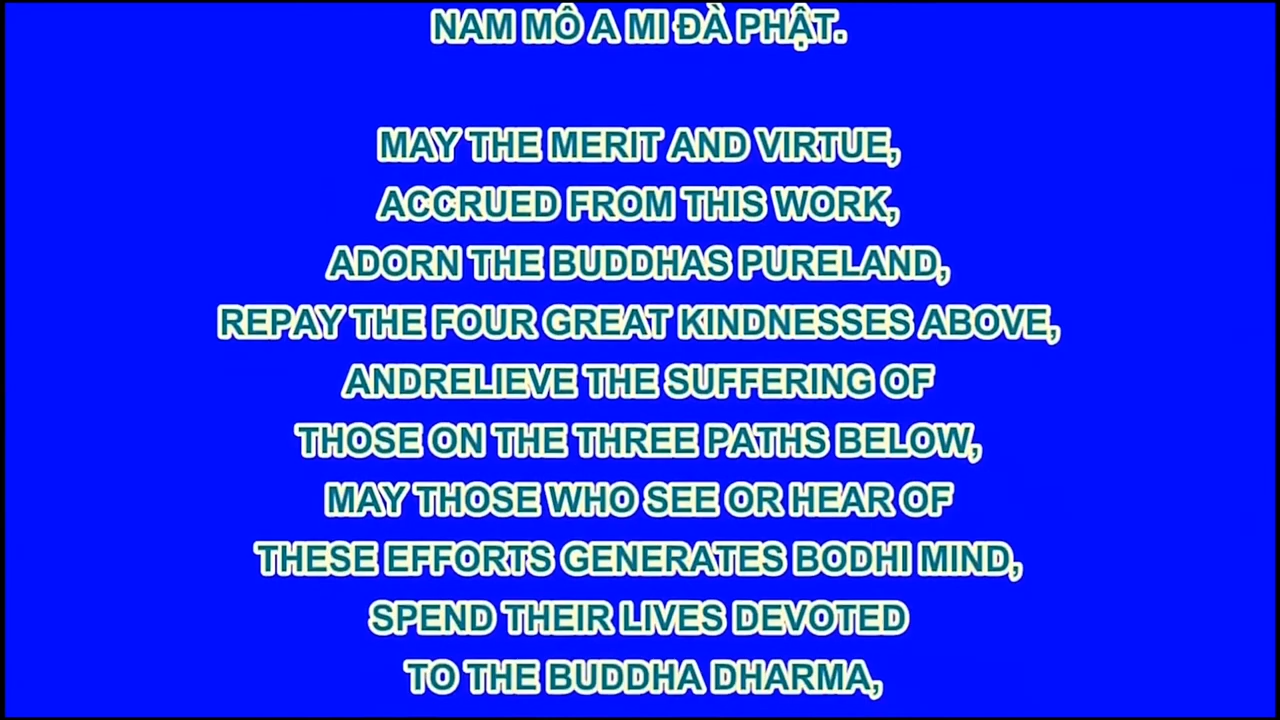 NAM MÔ A MI ĐÀ PHẬT.
MAY THE MERIT AND VIRTUE,
ACCRUED FROM THIS WORK,
ADORN THE BUDDHAS PURELAND,
REPAY THE FOUR GREAT KINDNESSES ABOVE,
ANDRELIEVE THE SUFFERING OF
THOSE ON THE THREE PATHS BELOW,
MAY THOSE WHO SEE OR HEAR OF
THESE EFFORTS GENERATES BODHI MIND,
SPEND THEIR LIVES DEVOTED
TO THE BUDDHA DHARMA,